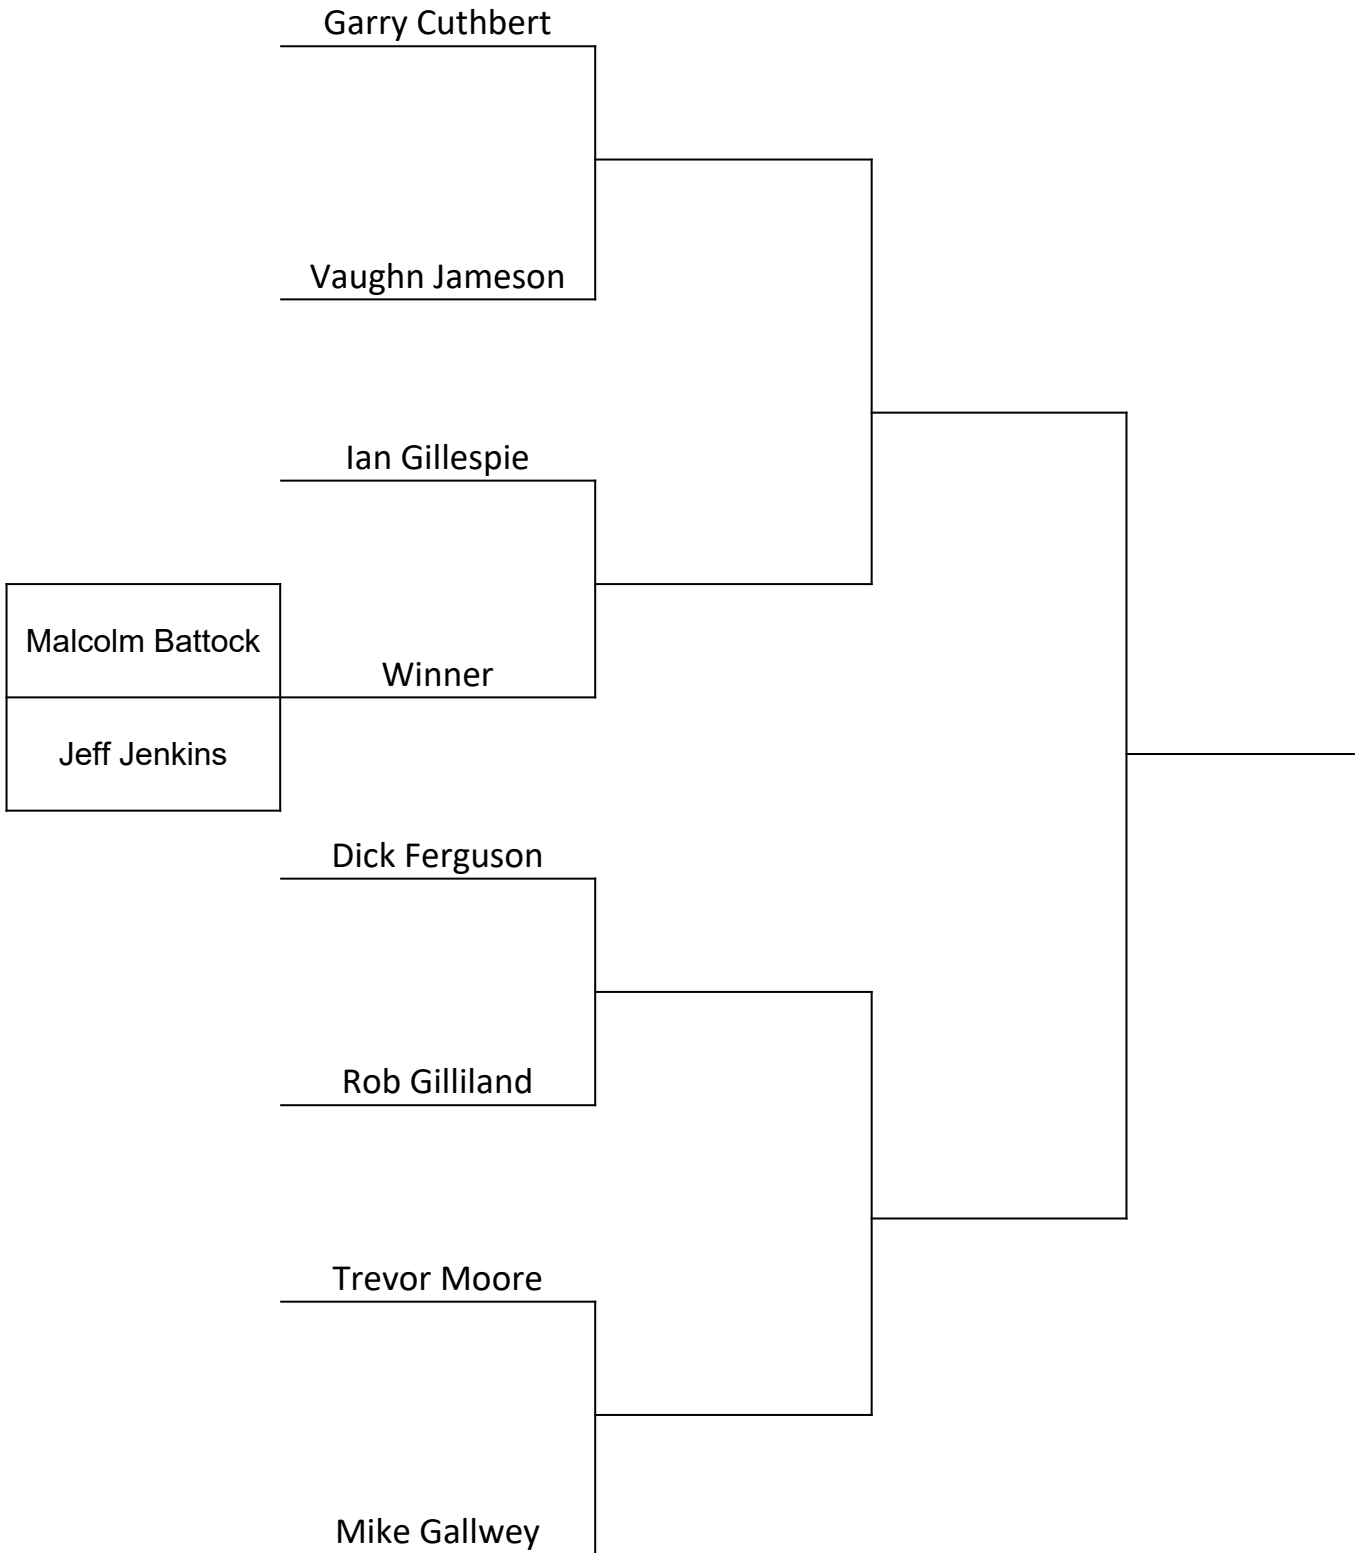 Garry Cuthbert
Vaughn Jameson
Ian Gillespie
Malcolm Battock
Winner
Jeff Jenkins
Dick Ferguson
Rob Gilliland
Trevor Moore
Mike Gallwey